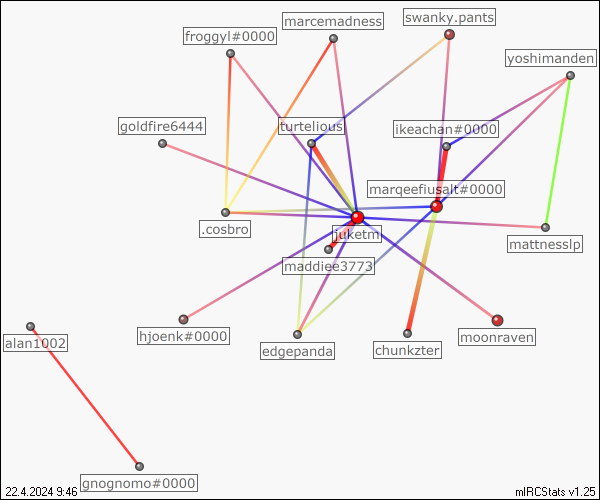 swanky.pants
marcemadness
froggyl#0000
yoshimanden
goldfire6444
turtelious
ikeachan#0000
marqeefiusalt#0000
.cosbro
juketm
mattnesslp
maddiee3773
hjoenk#0000
moonraven
alan1002
edgepanda
chunkzter
gnognomo#0000
22.4.2024 9:46
mIRCStats v1.25